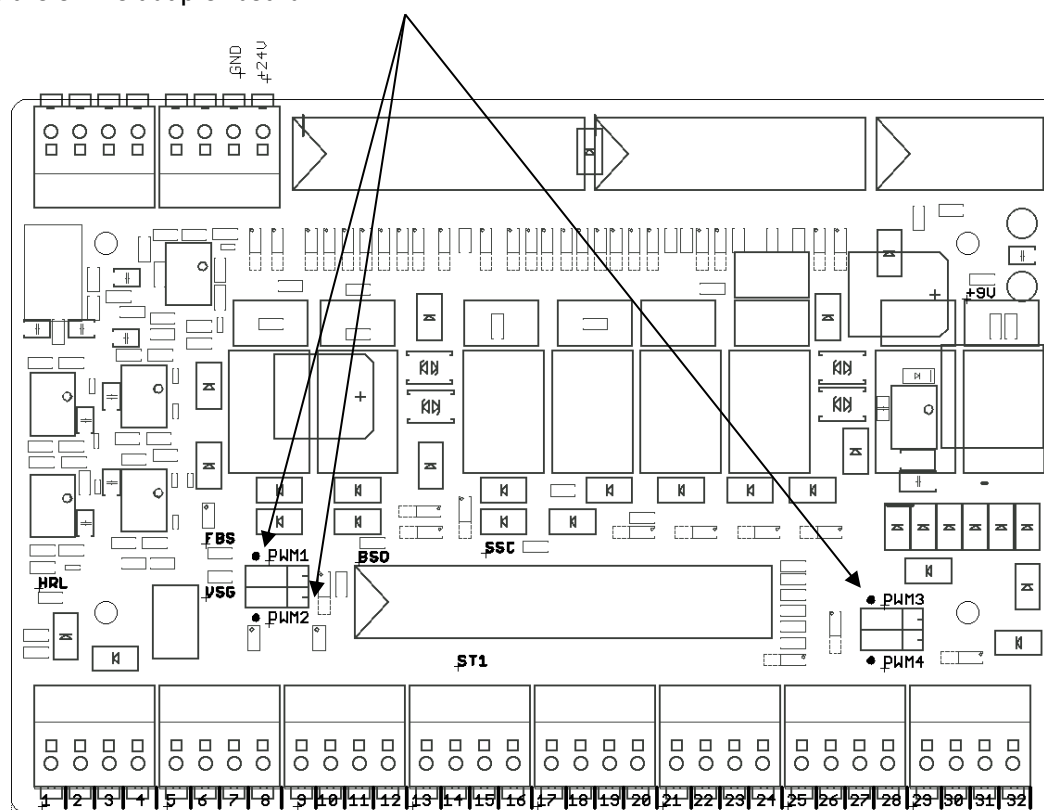 GND
+24V
+9V
FBS
PWM1
BSD
SSC
HRL
VSG
PWM2
PWM3
ST1
PWM4
1 2 3 4 5 6 7 8 9 10 11 12 13 14 15 16 17 18 19 20 21 22 23 24 25 26 27 28 29 30 31 32